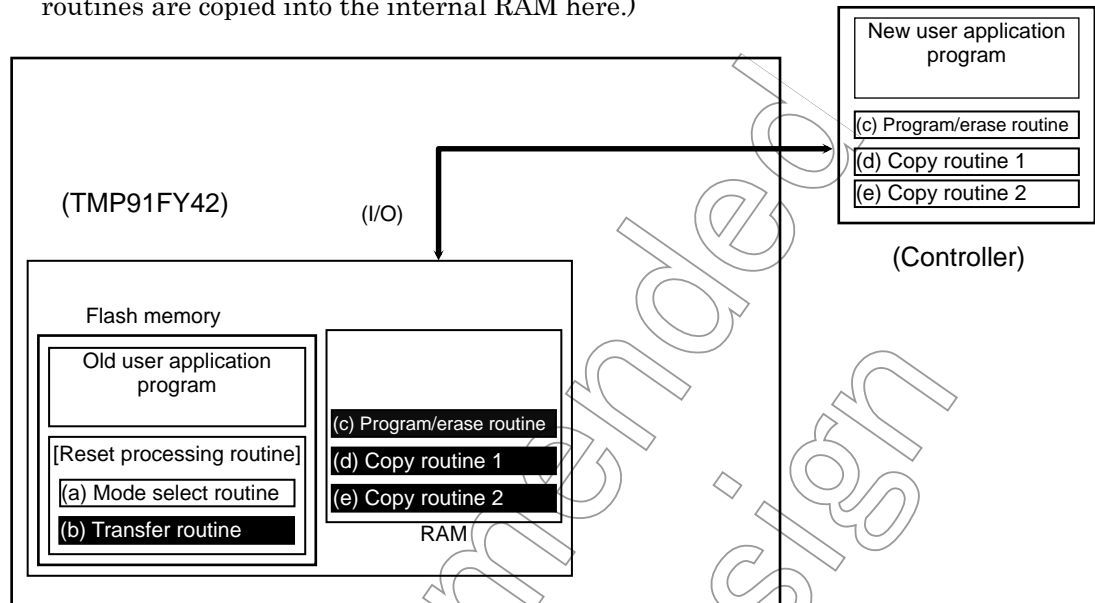 routines are copied into the internal RAM here.)
New user application
program
(c) Program/erase routine
(d) Copy routine 1
(e) Copy routine 2
(Controller)
(TMP91FY42)
(I/O)
Flash memory
Old user application
program
[Reset processing routine]
(a) Mode select routine
(b) Transfer routine
(c) Program/erase routine
(d) Copy routine 1
(e) Copy routine 2
RAM
mended
sign